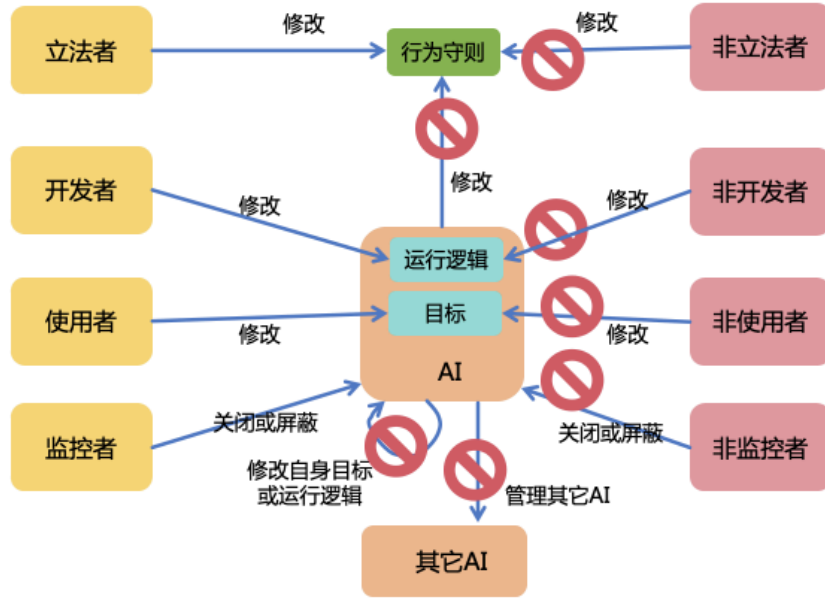 立法者
修改
行为守则
修改
非立法者
开发者
修改
修改
修改
非开发者
运行逻辑
使用者
修改
目标
修改
非使用者
AI
监控者
关闭或屏蔽
关闭或屏蔽
非监控者
修改自身目标
或运行逻辑
管理其它AI
其它AI